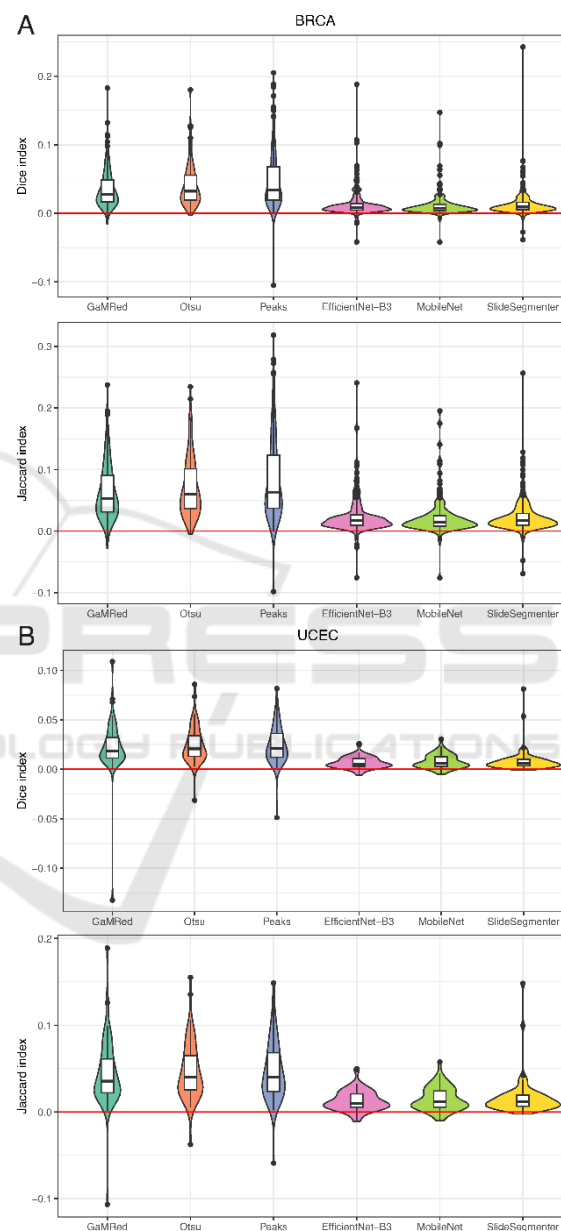 A
BRCA
0.2
0.1
0.0
-0.1
Dice index
GaMRed Otsu Peaks EfficientNet-B3 MobileNet SlideSegmenter
0.3
0.2
0.1
0.0
-0.1
Jaccard index
GaMRed Otsu Peaks EfficientNet-B3 MobileNet SlideSegmenter
B
UCEC
0.10
0.05
0.00
-0.05
-0.10
Dice index
GaMRed Otsu Peaks EfficientNet-B3 MobileNet SlideSegmenter
0.2
0.1
0.0
-0.1
Jaccard index
GaMRed Otsu Peaks EfficientNet-B3 MobileNet SlideSegmenter
PRESS
OLOGY PUBLICATIONS